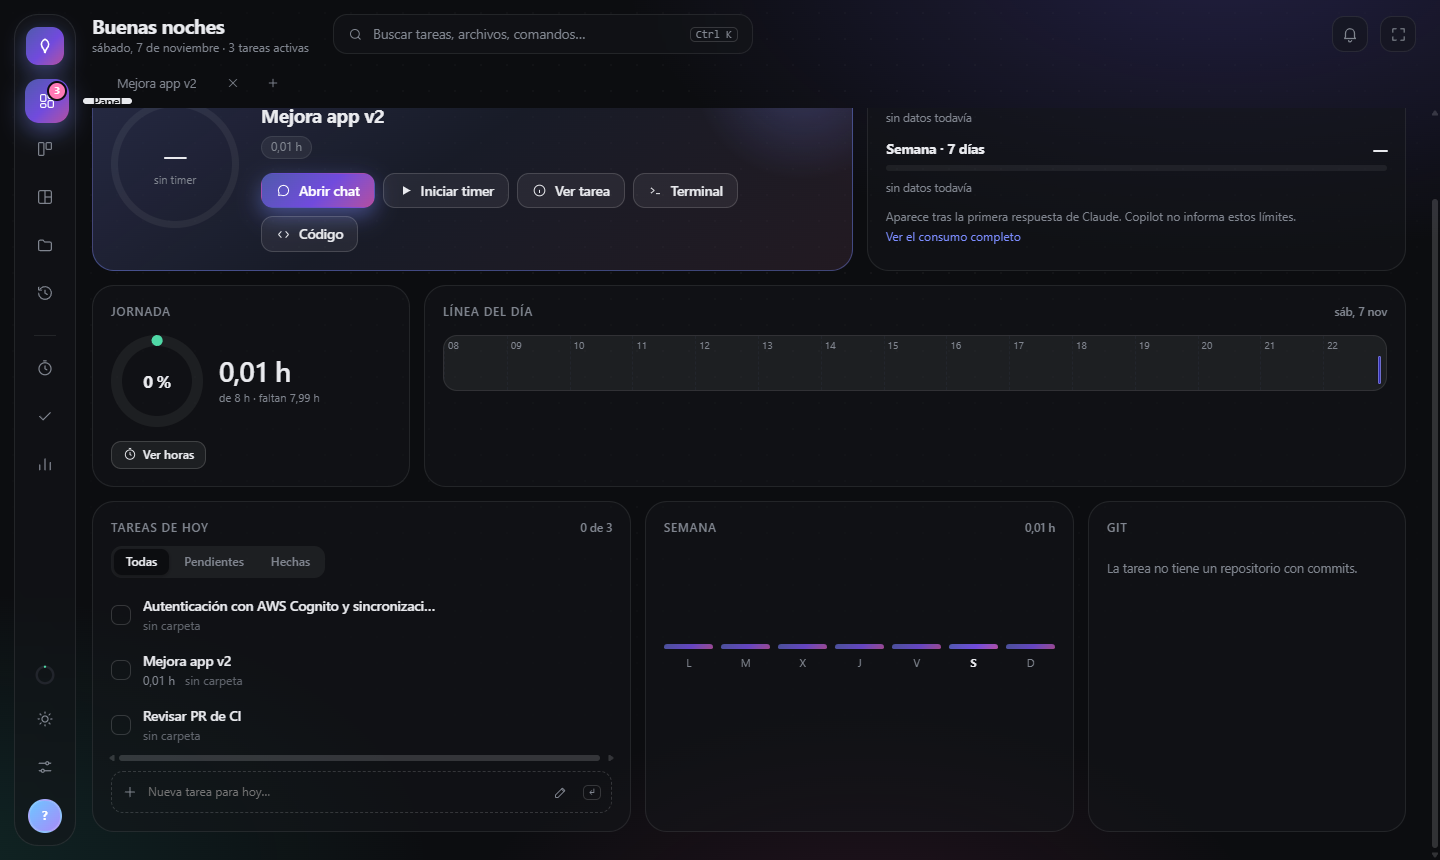 Buenas noches
sábado, 7 de noviembre · 3 tareas activas
Buscar tareas, archivos, comandos...
Ctrl K
Mejora app v2
3
Panel
Mejora app v2
0,01 h
—
sin timer
Abrir chat
Iniciar timer
Ver tarea
Terminal
Código
sin datos todavía
Semana · 7 días
—
sin datos todavía
Aparece tras la primera respuesta de Claude. Copilot no informa estos límites.
Ver el consumo completo
JORNADA
0 %
0,01 h
de 8 h · faltan 7,99 h
Ver horas
LÍNEA DEL DÍA
sáb, 7 nov
08 09 10 11 12 13 14 15 16 17 18 19 20 21 22
TAREAS DE HOY
0 de 3
Todas
Pendientes
Hechas
Autenticación con AWS Cognito y sincronizaci...
sin carpeta
Mejora app v2
0,01 h sin carpeta
Revisar PR de CI
sin carpeta
Nueva tarea para hoy...
SEMANA
0,01 h
L M X J V S D
GIT
La tarea no tiene un repositorio con commits.
?